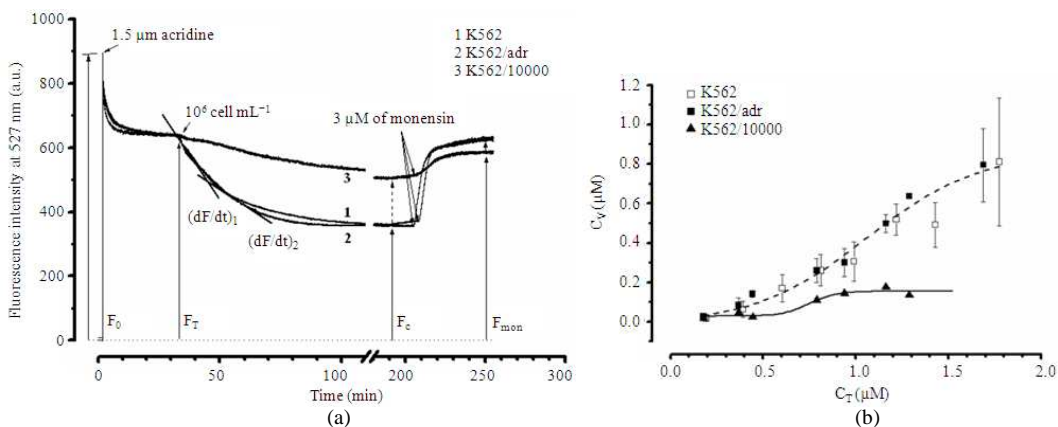 1000
800
600
400
200
0
Fluorescence intensity at 527 nm (a.u.)
1.5 µm acridine
1 K562
2 K562/adr
3 K562/10000
10⁶ cell mL⁻¹
3 µM of monensin
3
1
2
(dF/dt)₁
(dF/dt)₂
F₀
F_T
F_c
F_mon
0 50 100 200 250 300
Time (min)
(a)
1.2
1.0
0.8
0.6
0.4
0.2
0.0
C_V (µM)
K562
K562/adr
K562/10000
0.0 0.5 1.0 1.5 2.0
C_T (µM)
(b)